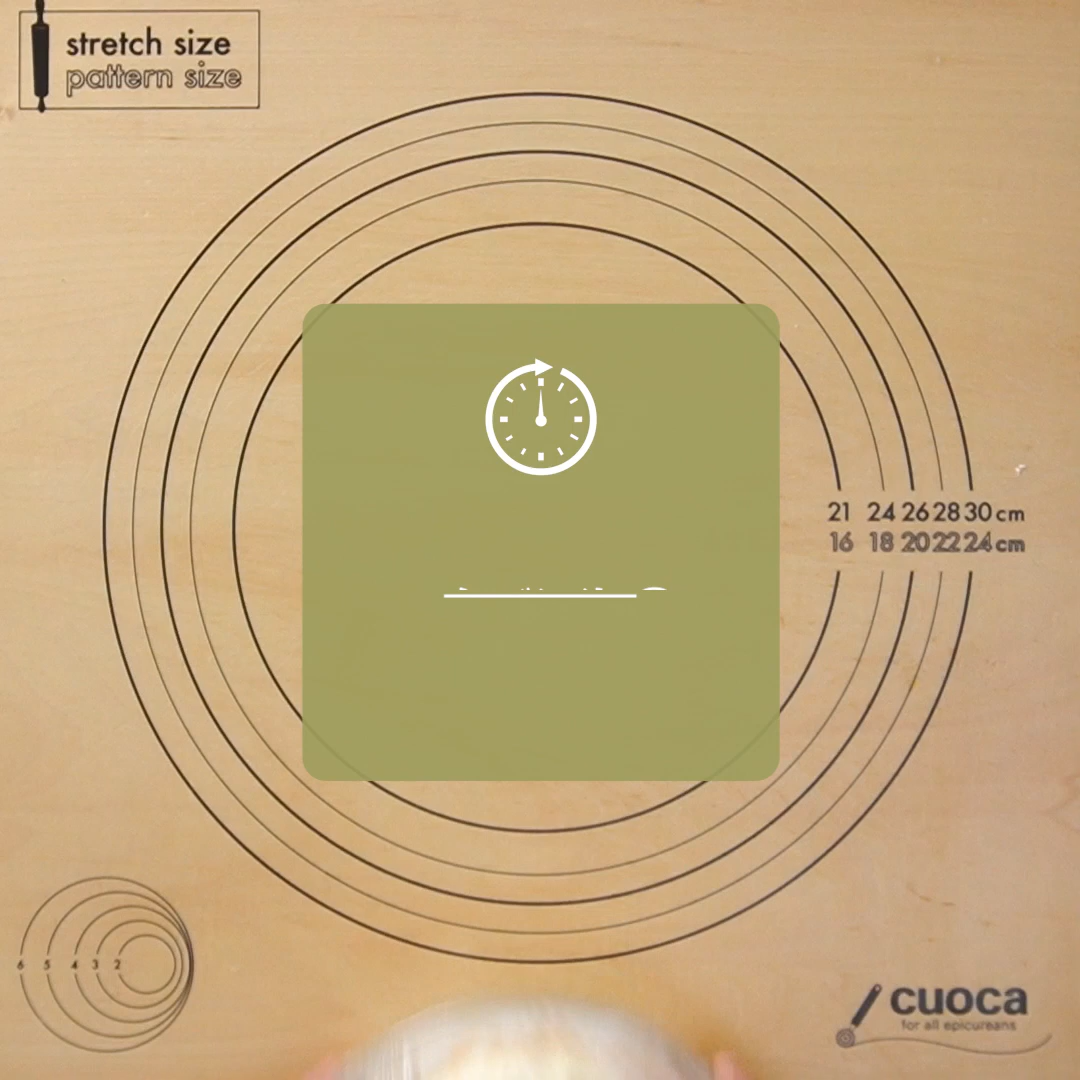 stretch size
pattern size
21 24 26 28 30 cm
16 18 20 22 24 cm
6 5 4 3 2
cuoca
for all epicureans